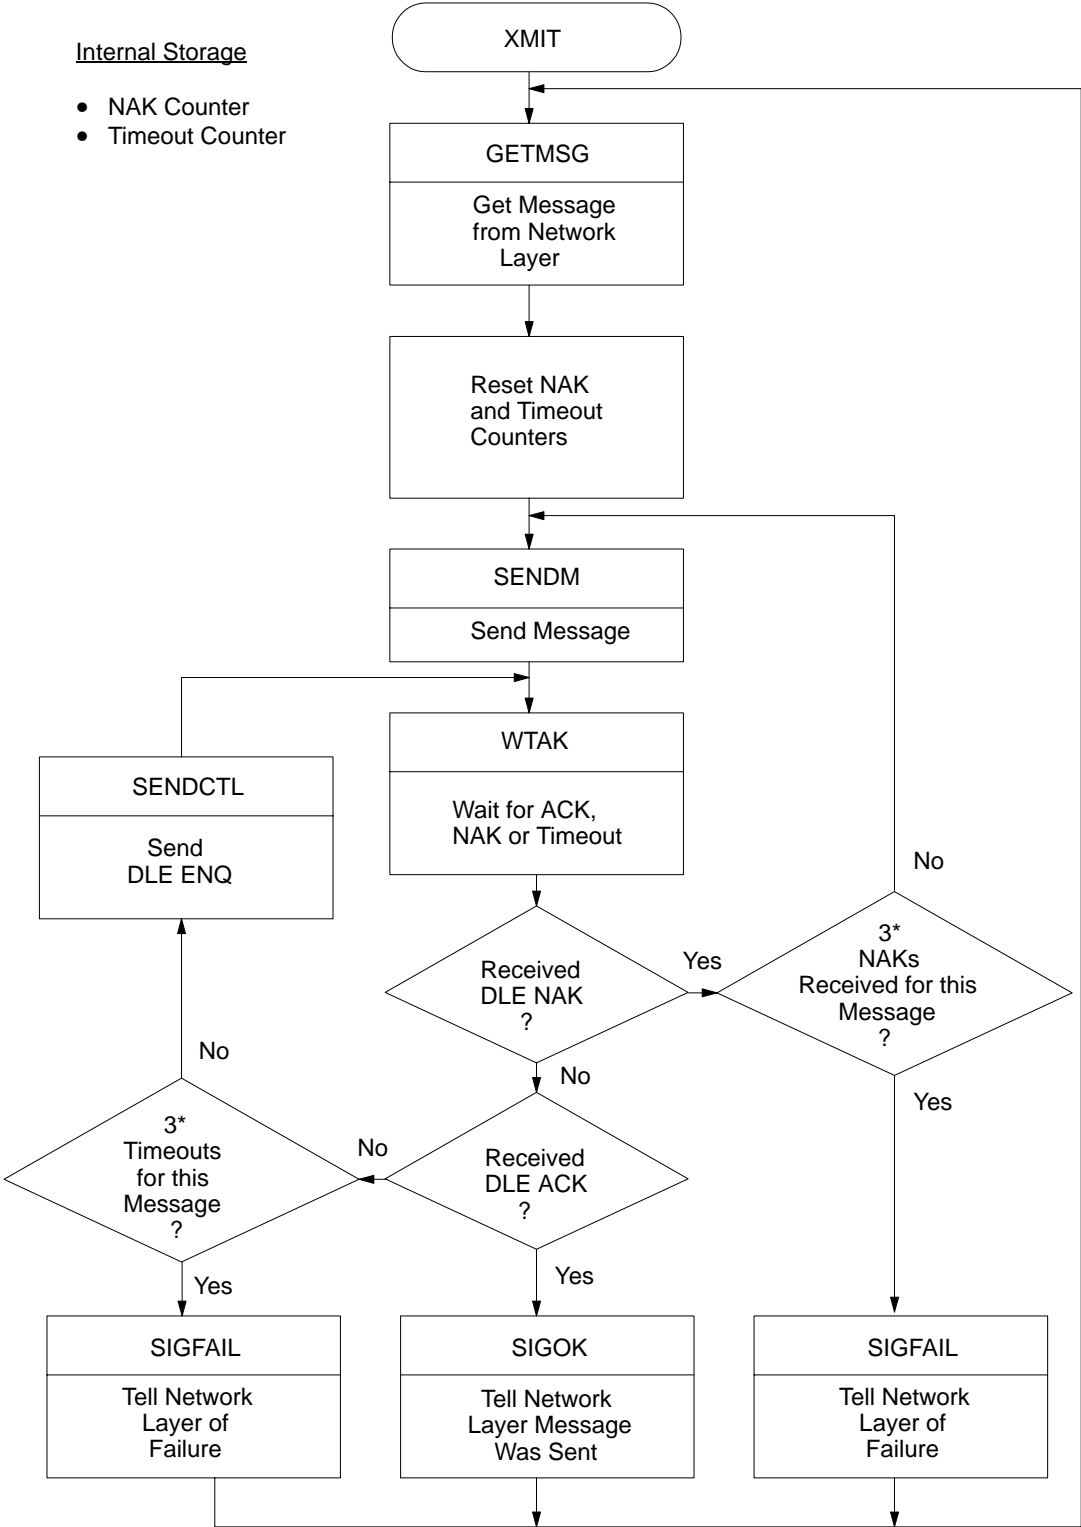 XMIT
Internal Storage
• NAK Counter
• Timeout Counter
GETMSG
Get Message
from Network
Layer
Reset NAK
and Timeout
Counters
SENDM
Send Message
WTAK
Wait for ACK,
NAK or Timeout
SENDCTL
Send
DLE ENQ
No
3*
NAKs
Received for this
Message
?
Yes
Received
DLE NAK
?
No
No
Yes
3*
Timeouts
for this
Message
?
No
Received
DLE ACK
?
Yes
Yes
SIGFAIL
Tell Network
Layer of
Failure
SIGOK
Tell Network
Layer Message
Was Sent
SIGFAIL
Tell Network
Layer of
Failure